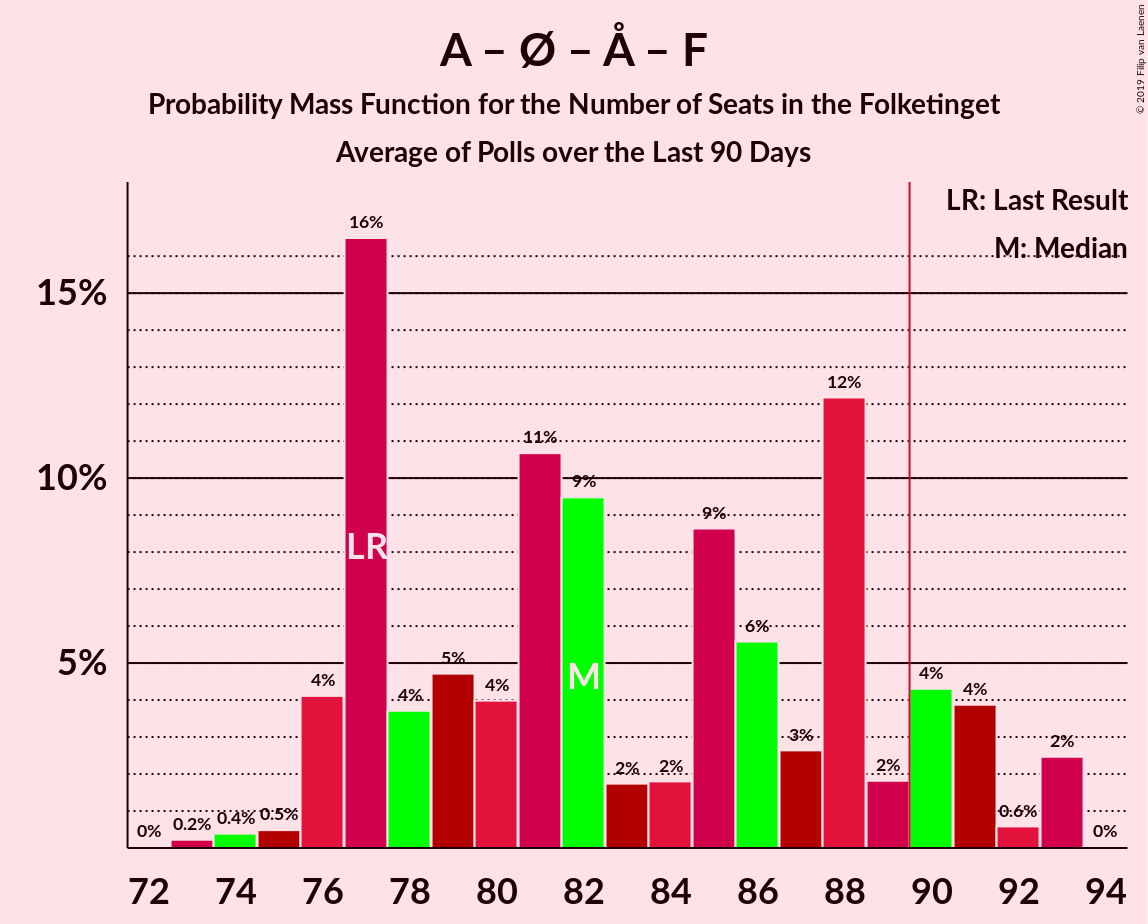 A – Ø – Å – F
Probability Mass Function for the Number of Seats in the Folketinget
Average of Polls over the Last 90 Days
© 2019 Filip van Laenen
LR: Last Result
M: Median
15%
10%
5%
0%
0.2%
0.4%
0.5%
4%
16%
LR
4%
5%
4%
11%
9%
M
2%
2%
9%
6%
3%
12%
2%
4%
4%
0.6%
2%
0%
72 74 76 78 80 82 84 86 88 90 92 94